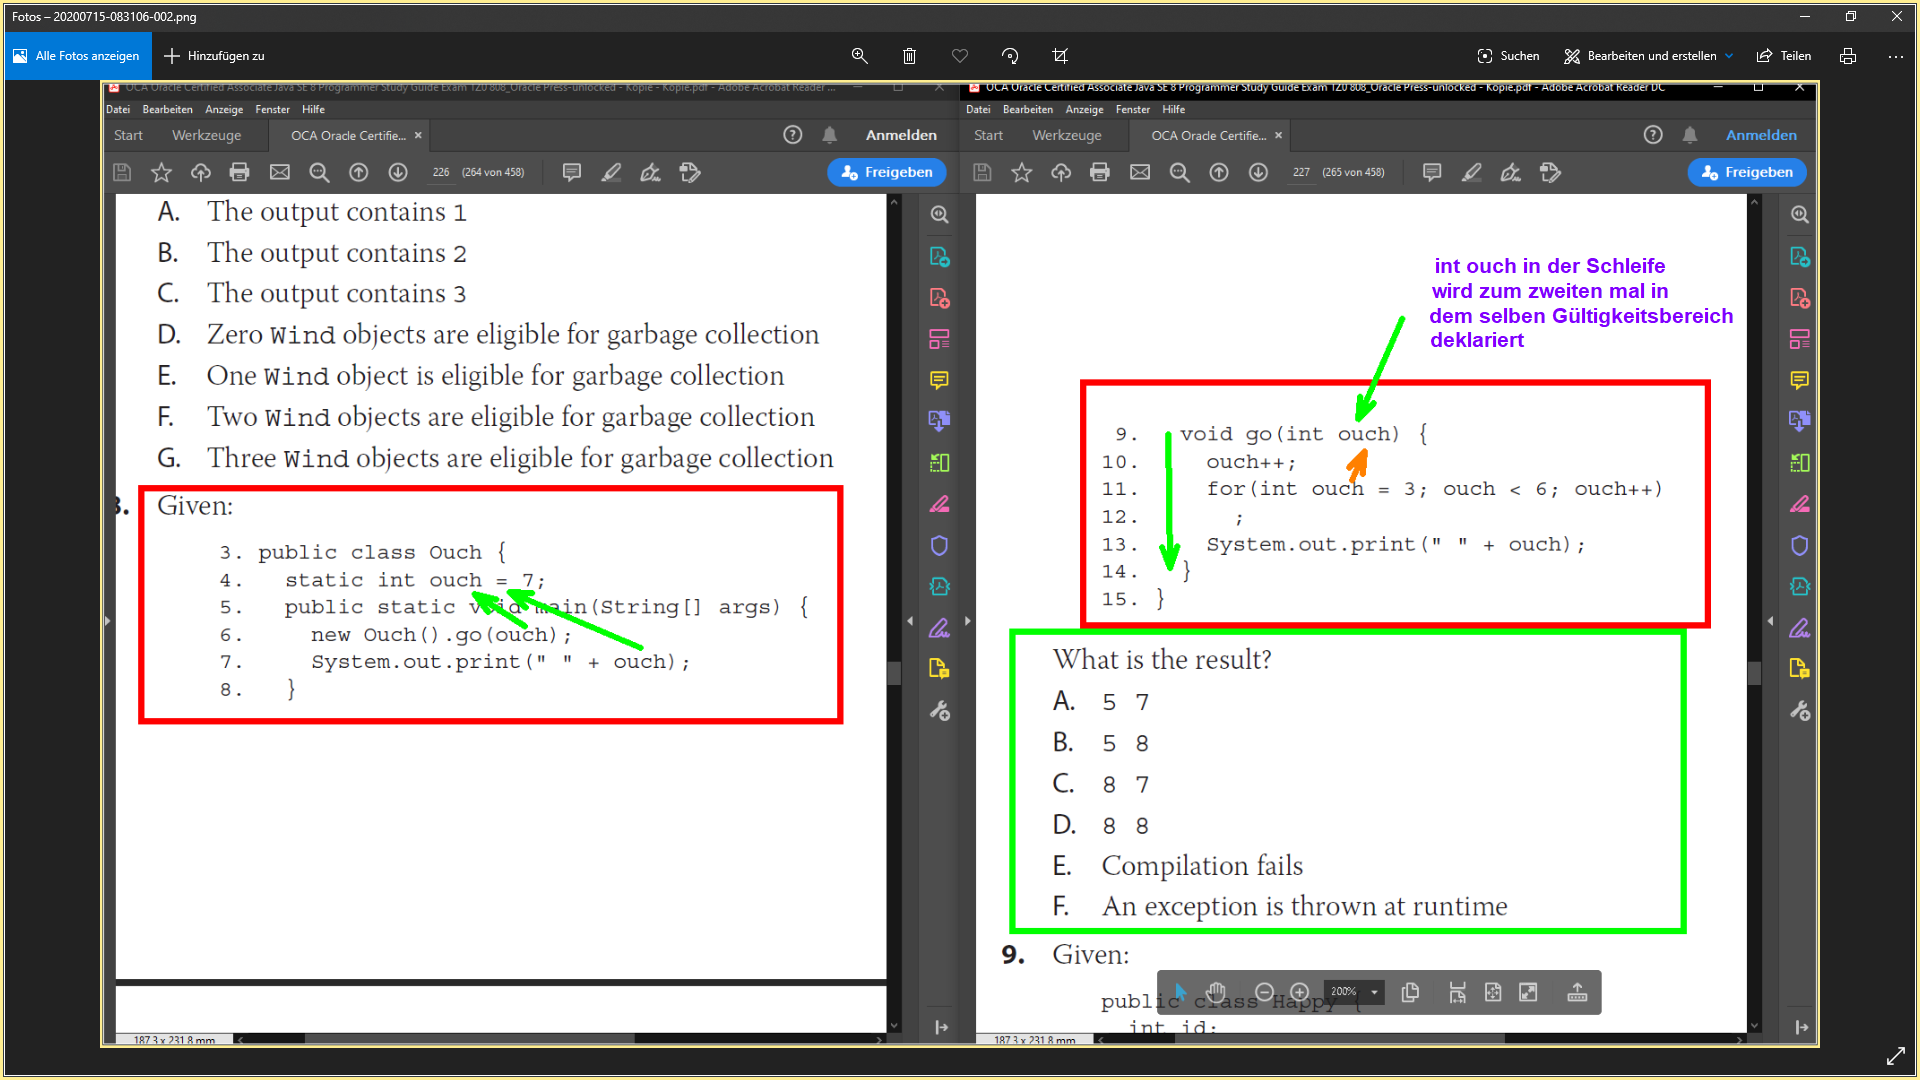 Fotos – 20200715-083106-002.png
Alle Fotos anzeigen
Hinzufügen zu
Suchen
Bearbeiten und erstellen
Teilen
OCA Oracle Certified Associate Java SE 8 Programmer Study Guide Exam 1Z0 808_Oracle Press-unlocked - Kopie - Kopie.pdf - Adobe Acrobat Reader ...
Datei Bearbeiten Anzeige Fenster Hilfe
Start Werkzeuge OCA Oracle Certifie... × Anmelden
226 (264 von 458) Freigeben
A. The output contains 1
B. The output contains 2
C. The output contains 3
D. Zero Wind objects are eligible for garbage collection
E. One Wind object is eligible for garbage collection
F. Two Wind objects are eligible for garbage collection
G. Three Wind objects are eligible for garbage collection
Given:
3. public class Ouch {
4. static int ouch = 7;
5. public static void main(String[] args) {
6. new Ouch().go(ouch);
7. System.out.print(" " + ouch);
8. }
187,3 x 231,8 mm
OCA Oracle Certified Associate Java SE 8 Programmer Study Guide Exam 1Z0 808_Oracle Press-unlocked - Kopie.pdf - Adobe Acrobat Reader DC
Datei Bearbeiten Anzeige Fenster Hilfe
Start Werkzeuge OCA Oracle Certifie... × Anmelden
227 (265 von 458) Freigeben
int ouch in der Schleife
wird zum zweiten mal in
dem selben Gültigkeitsbereich
deklariert
9. void go(int ouch) {
10. ouch++;
11. for(int ouch = 3; ouch < 6; ouch++)
12. ;
13. System.out.print(" " + ouch);
14. }
15. }
What is the result?
A. 5 7
B. 5 8
C. 8 7
D. 8 8
E. Compilation fails
F. An exception is thrown at runtime
9. Given:
public class Happy {
int id;
200%
187,3 x 231,8 mm